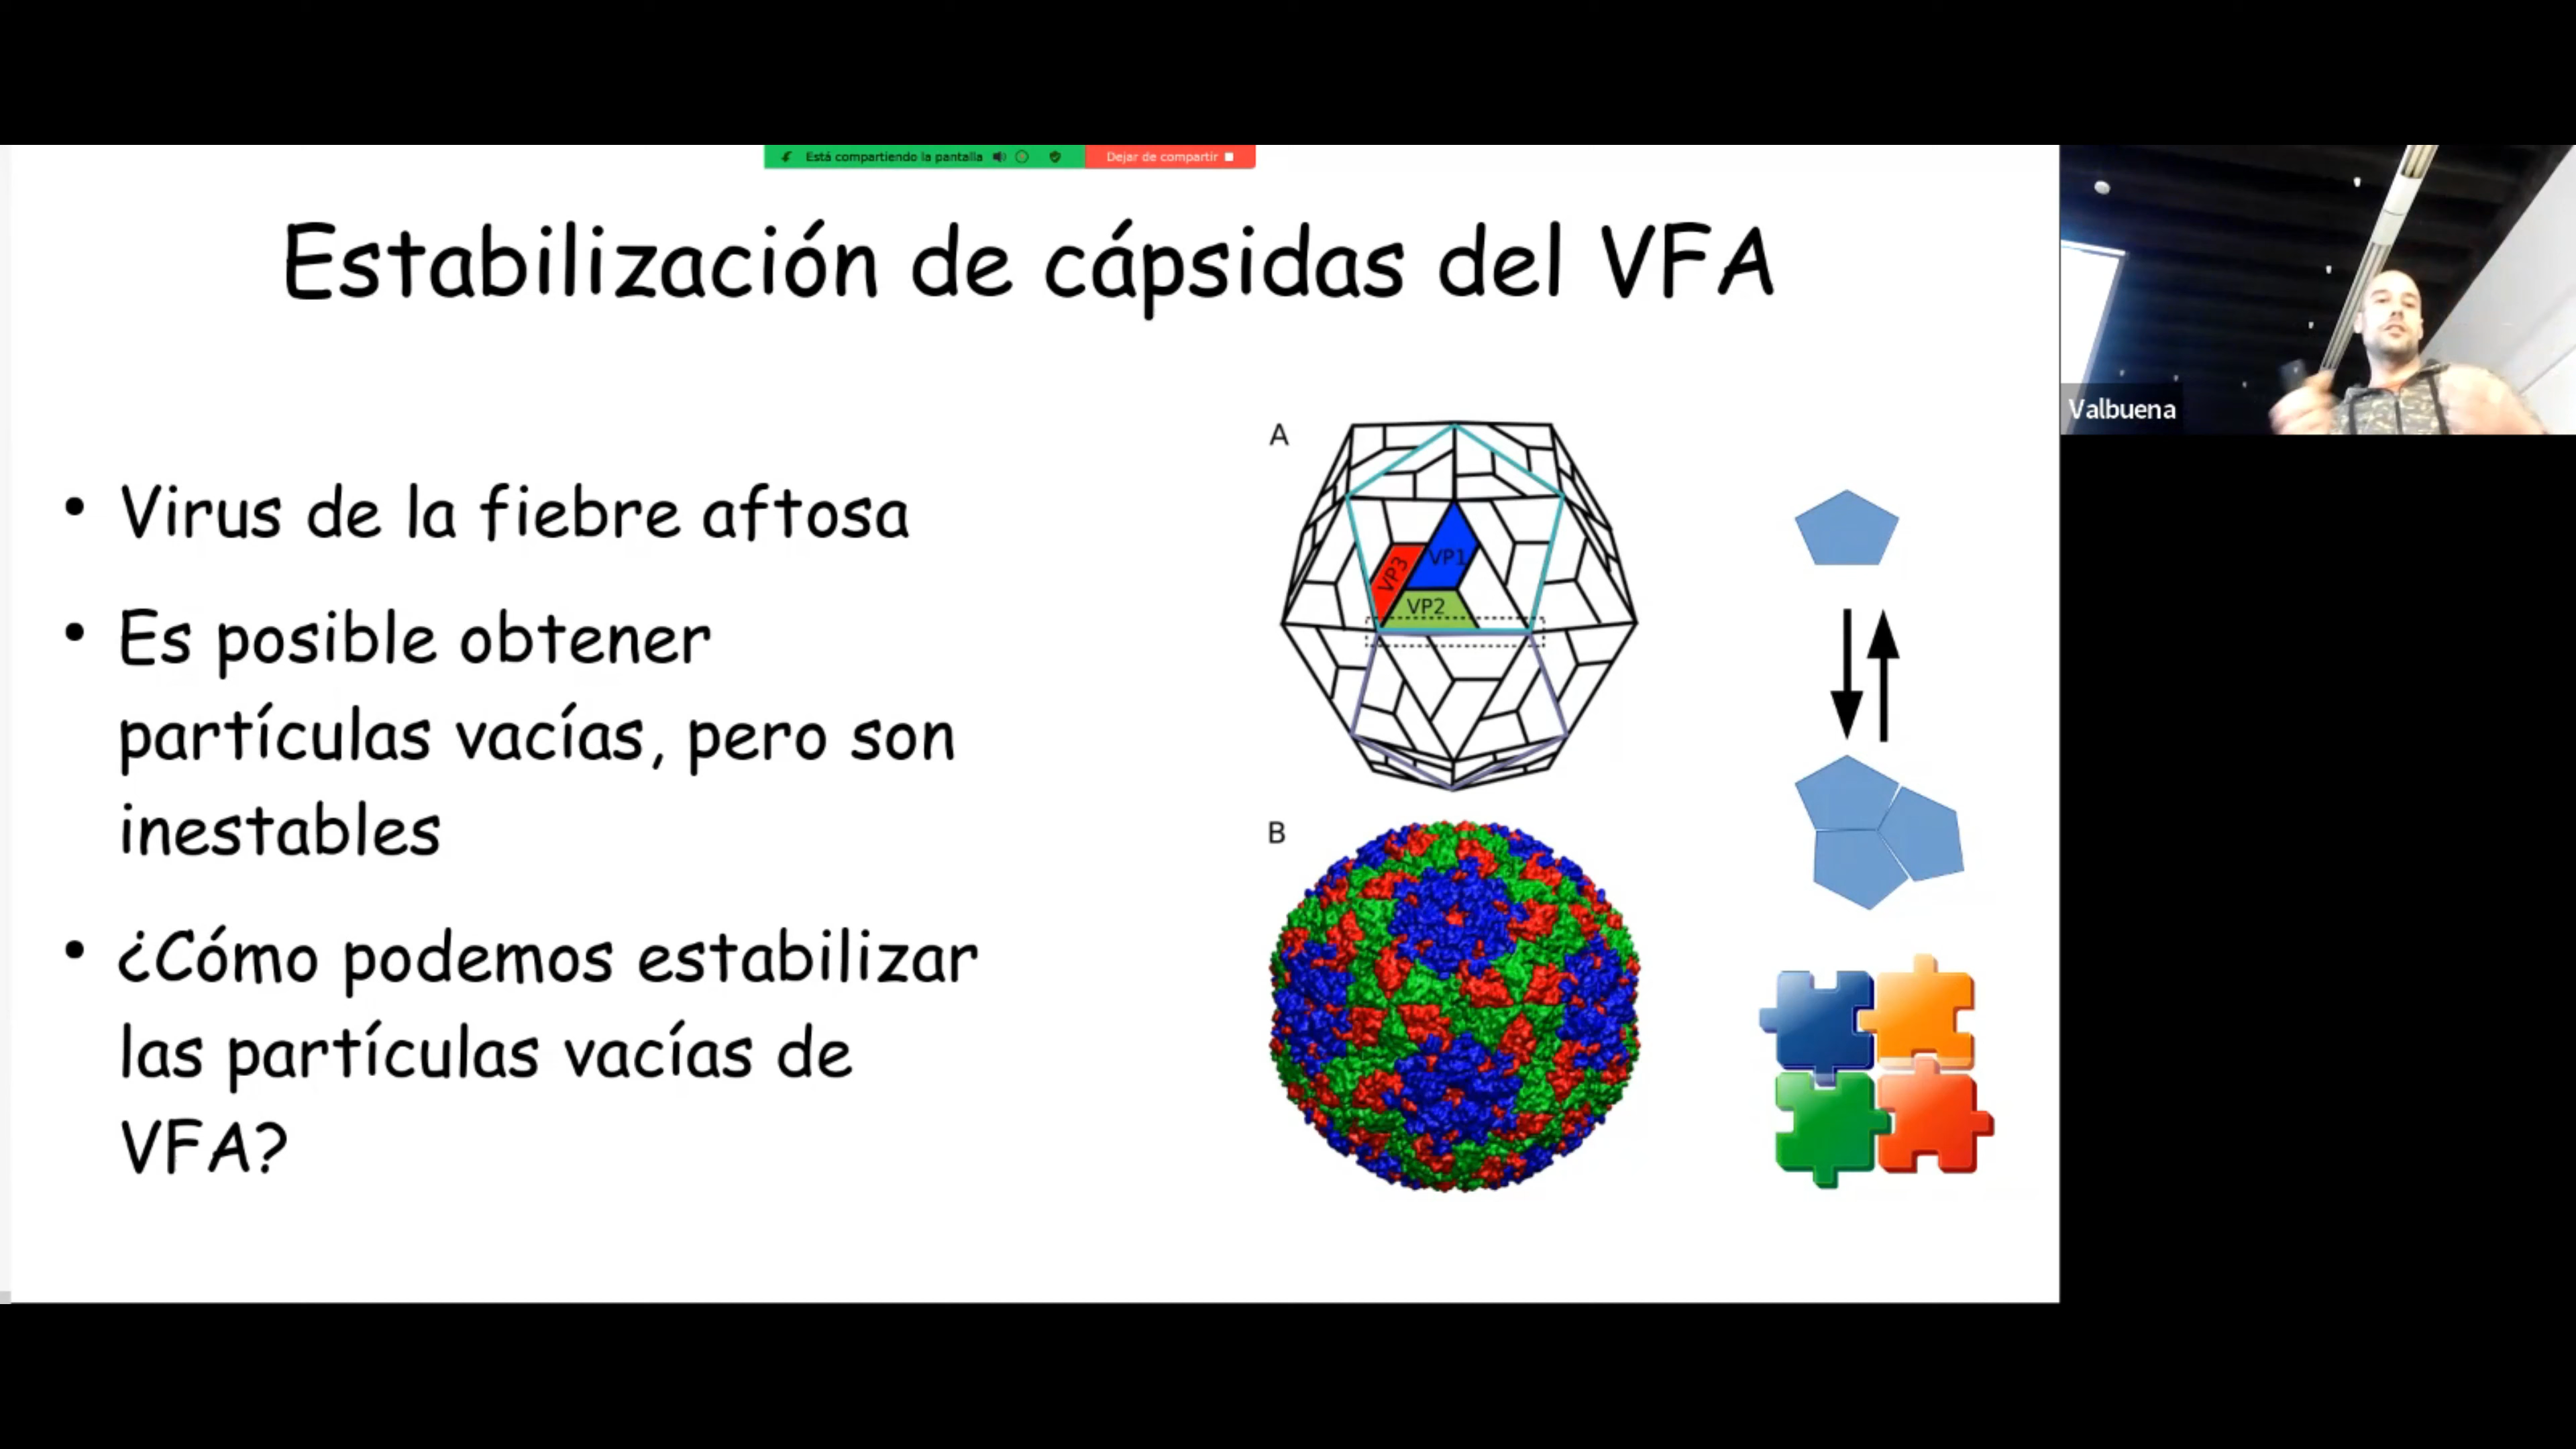 Está compartiendo la pantalla
Dejar de compartir
Estabilización de cápsidas del VFA
• Virus de la fiebre aftosa
• Es posible obtener
partículas vacías, pero son
inestables
• ¿Cómo podemos estabilizar
las partículas vacías de
VFA?
A
VP1
VP3
VP2
B
Valbuena